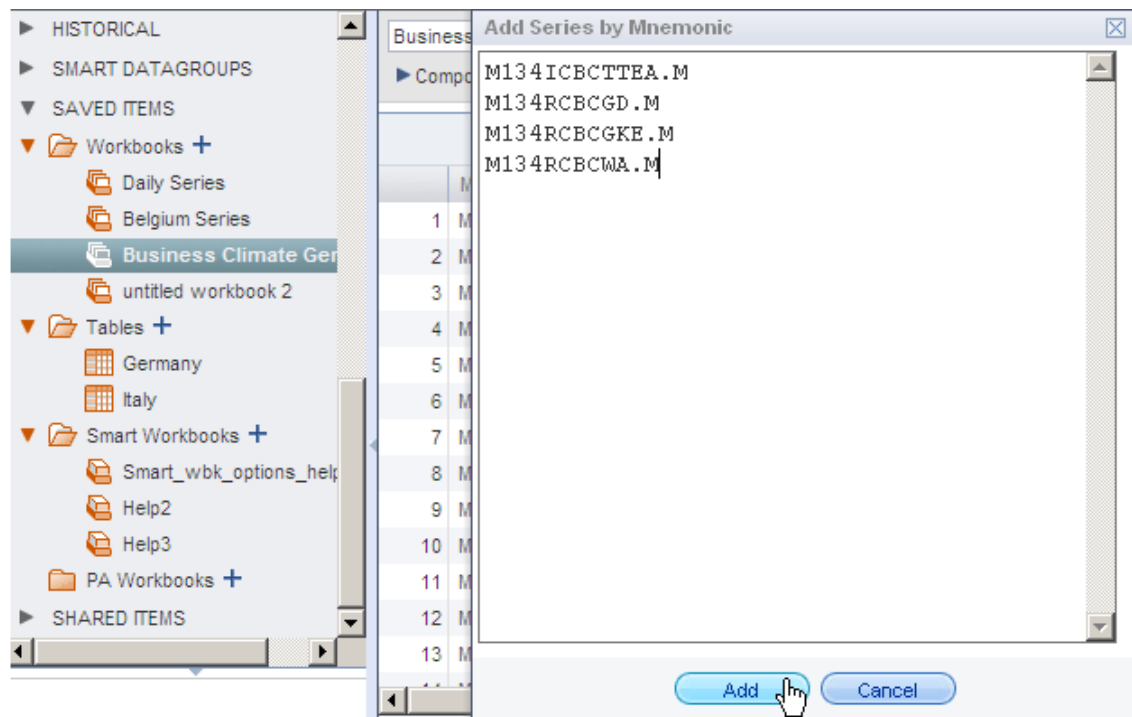 HISTORICAL
SMART DATAGROUPS
SAVED ITEMS
Workbooks +
Daily Series
Belgium Series
Business Climate Ger
untitled workbook 2
Tables +
Germany
Italy
Smart Workbooks +
Smart_wbk_options_help
Help2
Help3
PA Workbooks +
SHARED ITEMS
Business
Compo
M
1 M
2 M
3 M
4 M
5 M
6 M
7 M
8 M
9 M
10 M
11 M
12 M
13 M
Add Series by Mnemonic
M134ICBCTTEA.M
M134RCBCGD.M
M134RCBCGKE.M
M134RCBCWA.M
Add
Cancel